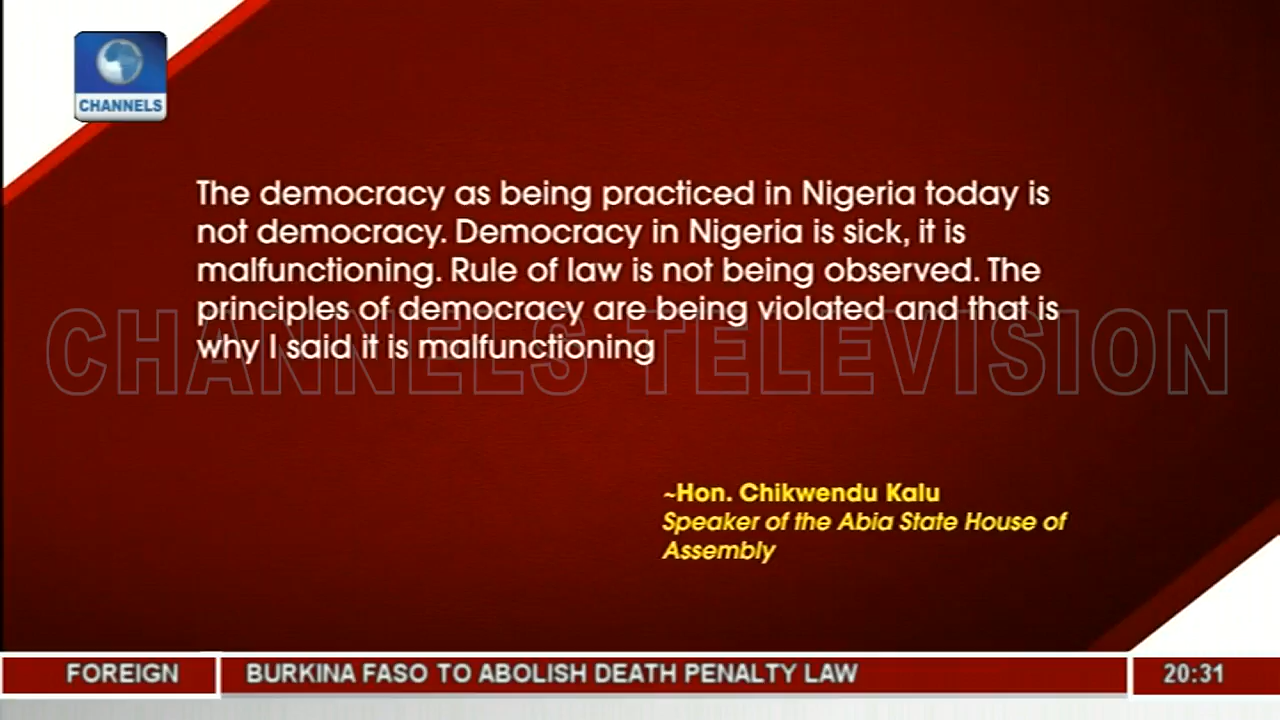 CHANNELS
The democracy as being practiced in Nigeria today is
not democracy. Democracy in Nigeria is sick, it is
malfunctioning. Rule of law is not being observed. The
principles of democracy are being violated and that is
why I said it is malfunctioning
CHANNELS TELEVISION
~Hon. Chikwendu Kalu
Speaker of the Abia State House of
Assembly
FOREIGN
BURKINA FASO TO ABOLISH DEATH PENALTY LAW
20:31